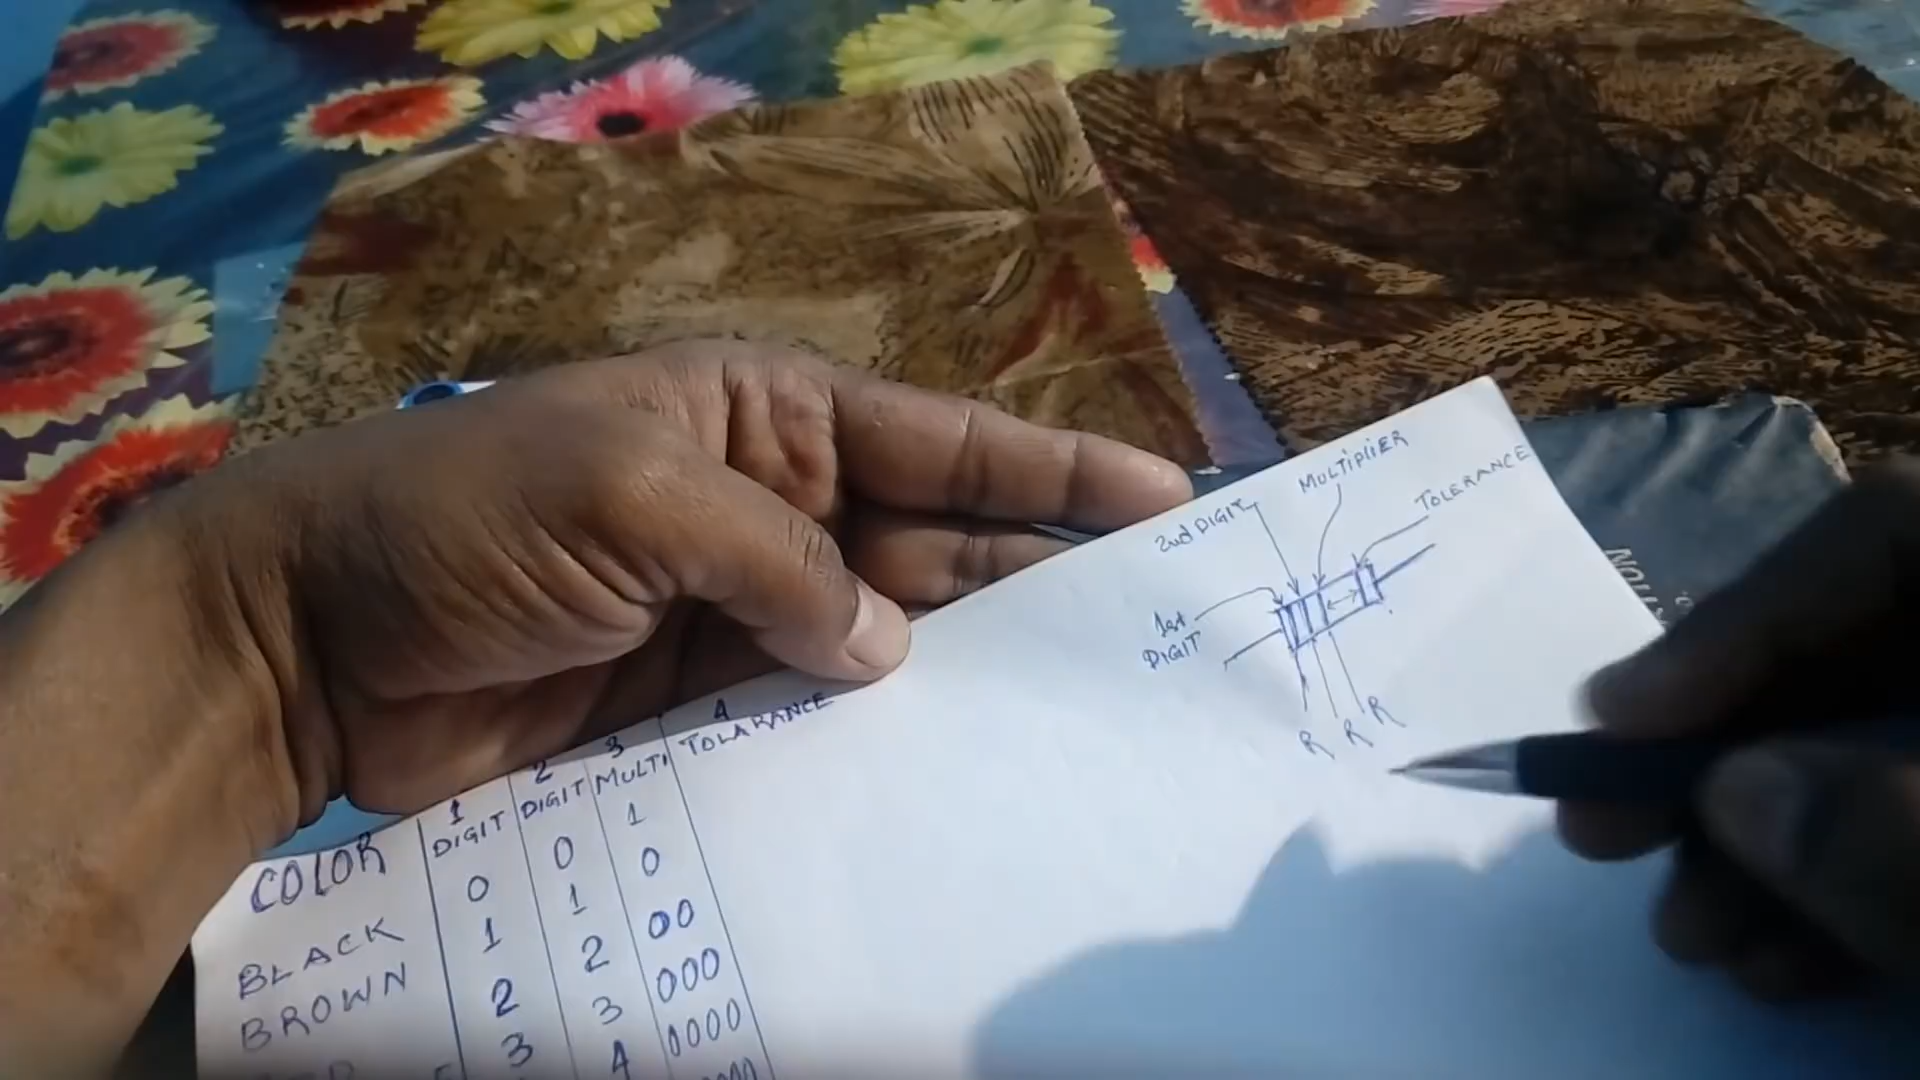 MULTIPLIER
TOLERANCE
2nd DIGIT
1st
DIGIT
R R R
1 2 3 4
COLOR DIGIT DIGIT MULTI TOLARANCE
BLACK 0 0 1
BROWN 1 1 0
2 2 00
3 3 000
4 0000